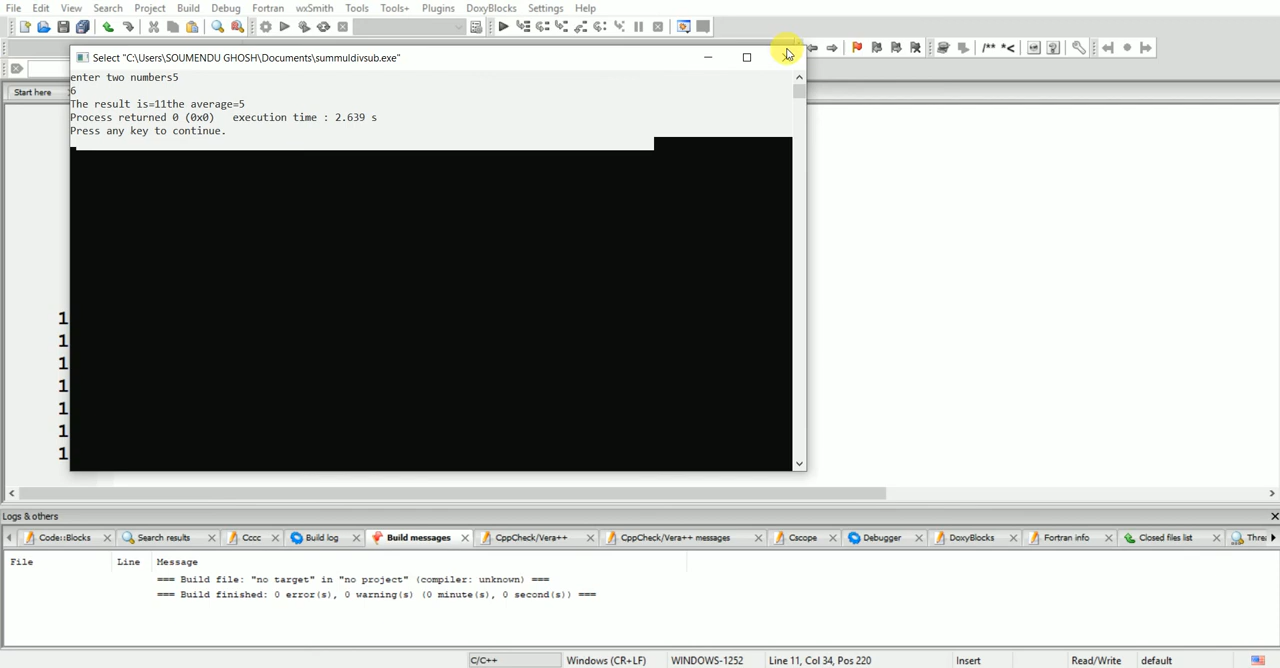 File Edit View Search Project Build Debug Fortran wxSmith Tools Tools+ Plugins DoxyBlocks Settings Help
/** *<
Select "C:\Users\SOUMENDU GHOSH\Documents\summuldivsub.exe"
enter two numbers5
6
The result is=11the average=5
Process returned 0 (0x0)   execution time : 2.639 s
Press any key to continue.
Start here
1
1
1
1
1
1
1
Logs & others
Code::Blocks Search results Cccc Build log Build messages CppCheck/Vera++ CppCheck/Vera++ messages Cscope Debugger DoxyBlocks Fortran info Closed files list
File Line Message
=== Build file: "no target" in "no project" (compiler: unknown) ===
=== Build finished: 0 error(s), 0 warning(s) (0 minute(s), 0 second(s)) ===
C/C++ Windows (CR+LF) WINDOWS-1252 Line 11, Col 34, Pos 220 Insert Read/Write default